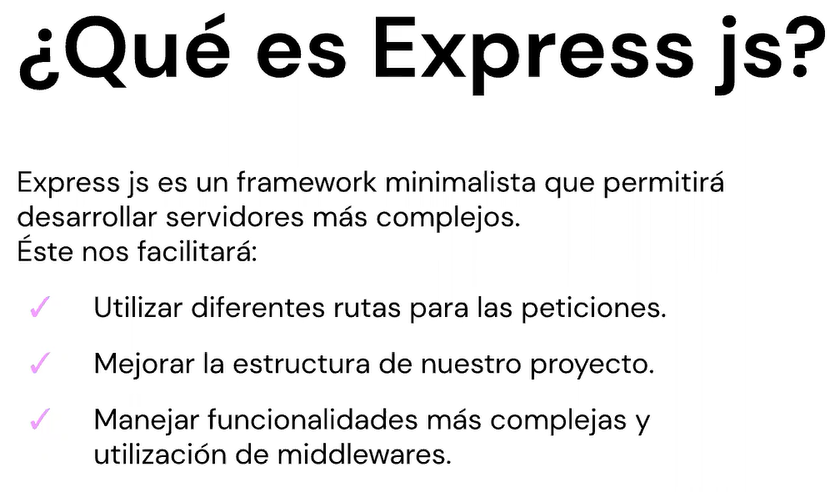 ¿Qué es Express js?
Express js es un framework minimalista que permitirá
desarrollar servidores más complejos.
Éste nos facilitará:
✓ Utilizar diferentes rutas para las peticiones.
✓ Mejorar la estructura de nuestro proyecto.
✓ Manejar funcionalidades más complejas y
utilización de middlewares.